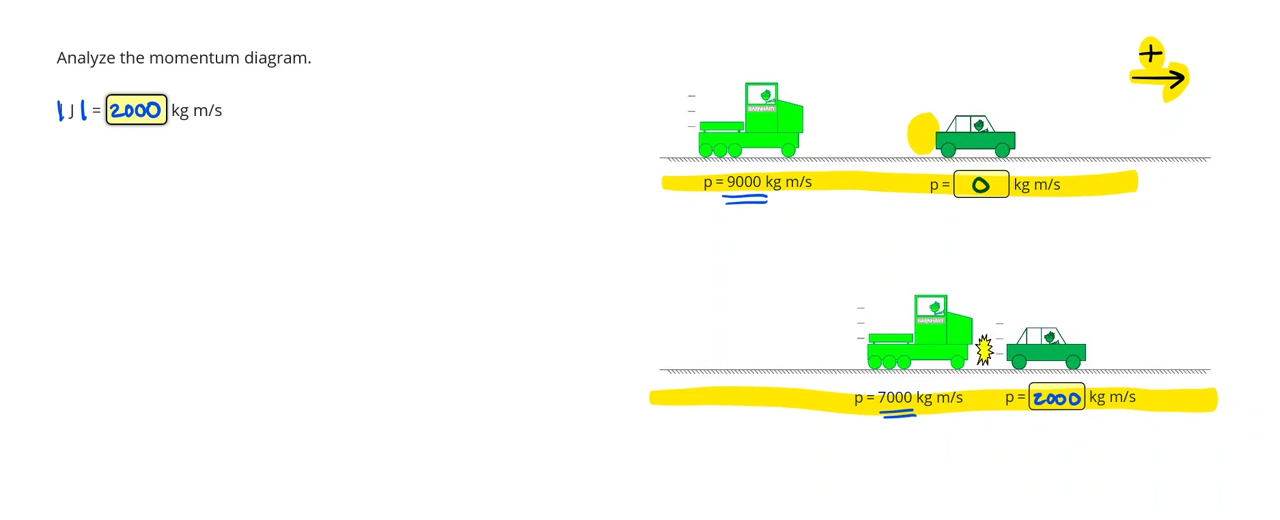 Analyze the momentum diagram.
|J| = 2000 kg m/s
+
p = 9000 kg m/s
p = 0 kg m/s
p = 7000 kg m/s
p = 2000 kg m/s